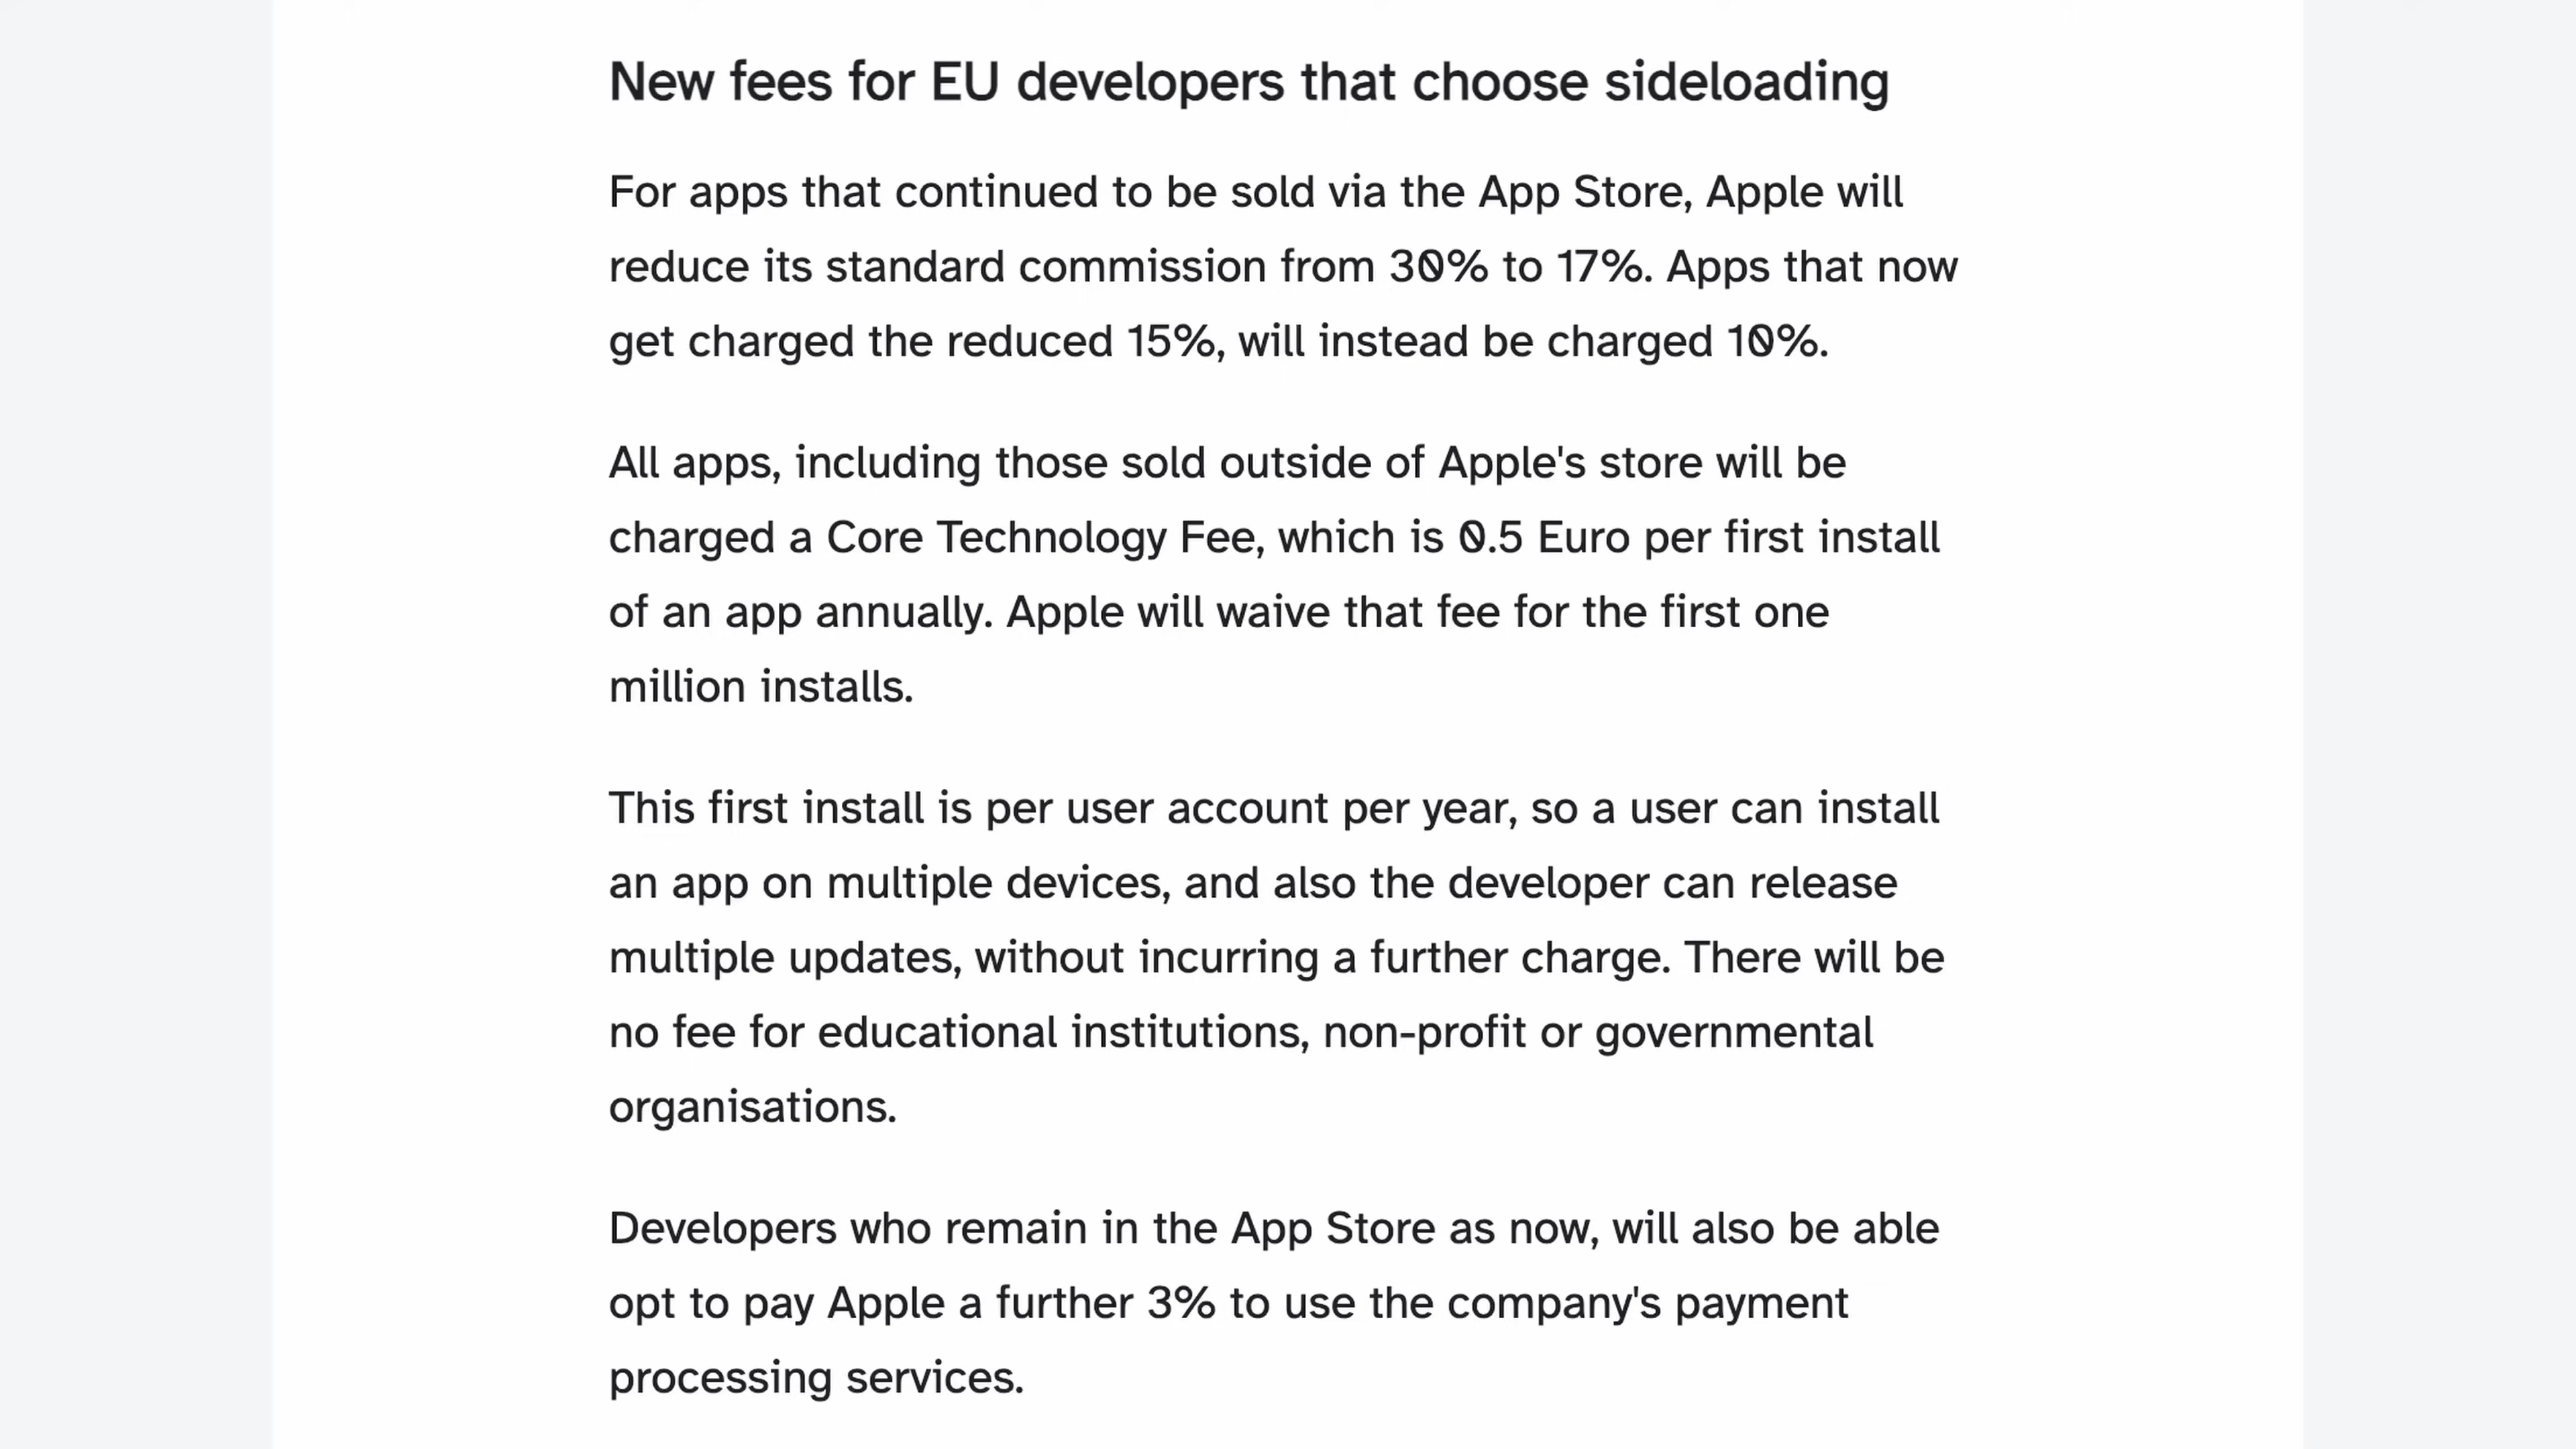 New fees for EU developers that choose sideloading
For apps that continued to be sold via the App Store, Apple will
reduce its standard commission from 30% to 17%. Apps that now
get charged the reduced 15%, will instead be charged 10%.
All apps, including those sold outside of Apple's store will be
charged a Core Technology Fee, which is 0.5 Euro per first install
of an app annually. Apple will waive that fee for the first one
million installs.
This first install is per user account per year, so a user can install
an app on multiple devices, and also the developer can release
multiple updates, without incurring a further charge. There will be
no fee for educational institutions, non-profit or governmental
organisations.
Developers who remain in the App Store as now, will also be able
opt to pay Apple a further 3% to use the company's payment
processing services.